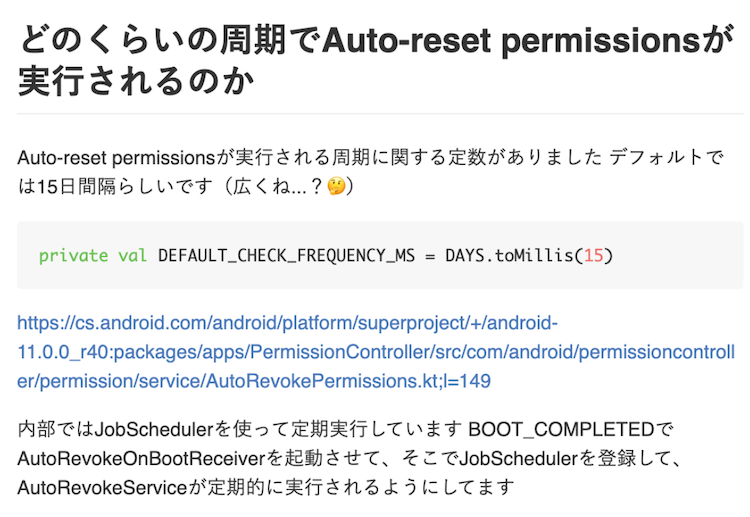 どのくらいの周期でAuto-reset permissionsが
実行されるのか
Auto-reset permissionsが実行される周期に関する定数がありました デフォルトで
は15日間隔らしいです（広くね...？🤔）
private val DEFAULT_CHECK_FREQUENCY_MS = DAYS.toMillis(15)
https://cs.android.com/android/platform/superproject/+/android-
11.0.0_r40:packages/apps/PermissionController/src/com/android/permissioncontroll
er/permission/service/AutoRevokePermissions.kt;l=149
内部ではJobSchedulerを使って定期実行しています BOOT_COMPLETEDで
AutoRevokeOnBootReceiverを起動させて、そこでJobSchedulerを登録して、
AutoRevokeServiceが定期的に実行されるようにしてます